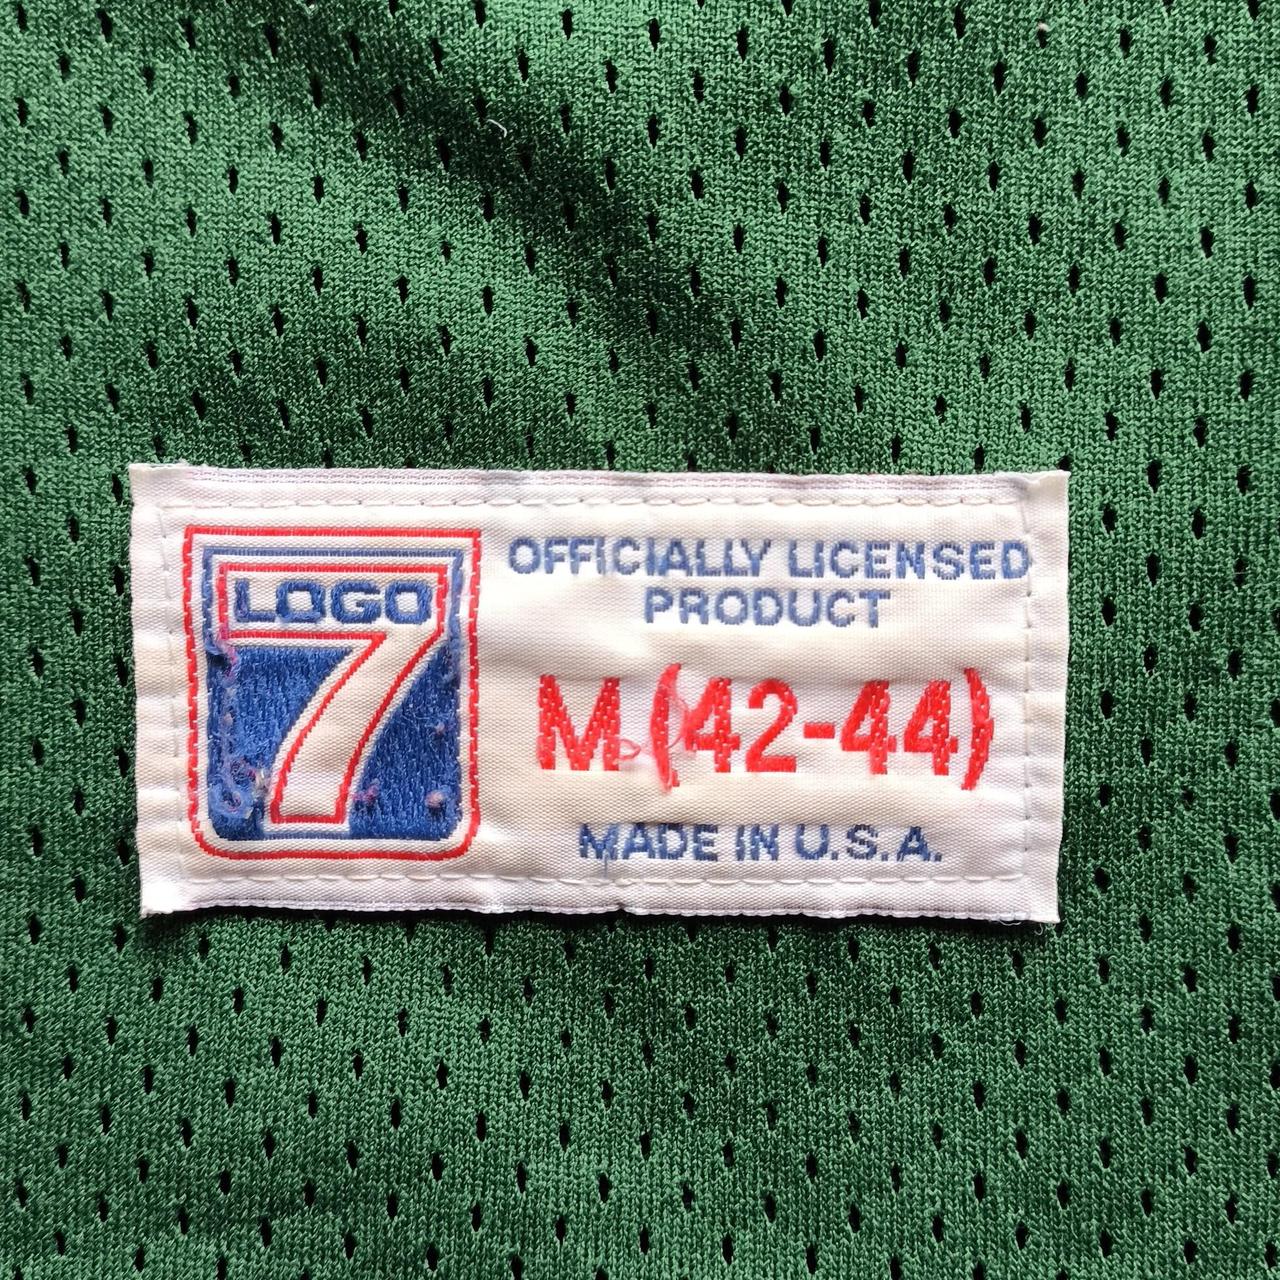 LOGO
7
OFFICIALLY LICENSED
PRODUCT
M (42-44)
MADE IN U.S.A.